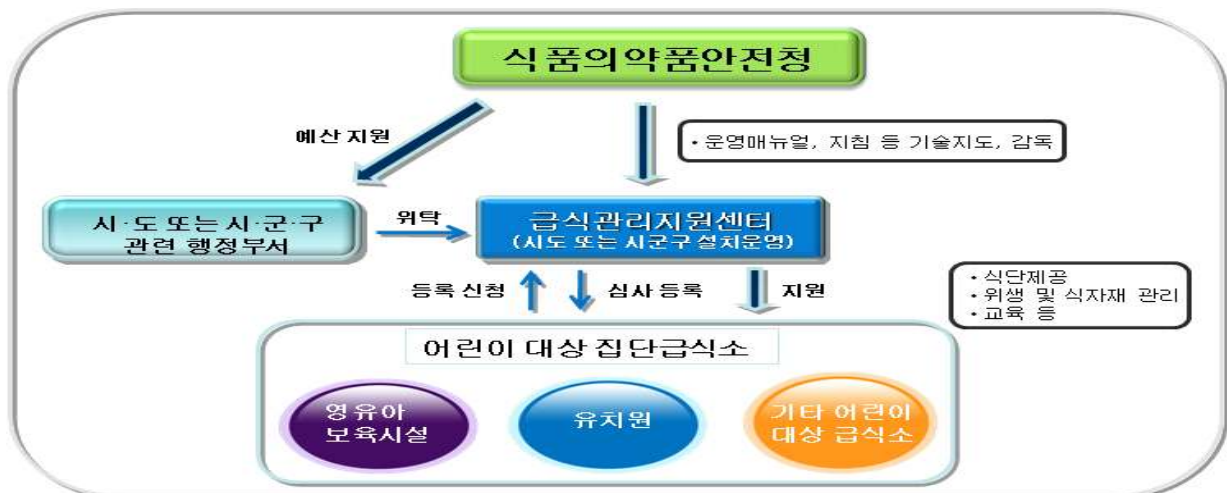 식품의약품안전청
예산 지원
• 운영매뉴얼, 지침 등 기술지도, 감독
시·도 또는 시·군·구
관련 행정부서
위탁
급식관리지원센터
(시도 또는 시군구 설치운영)
등록 신청
심사 등록
지원
• 식단제공
• 위생 및 식자재 관리
• 교육 등
어린이 대상 집단급식소
영유아
보육시설
유치원
기타 어린이
대상 급식소